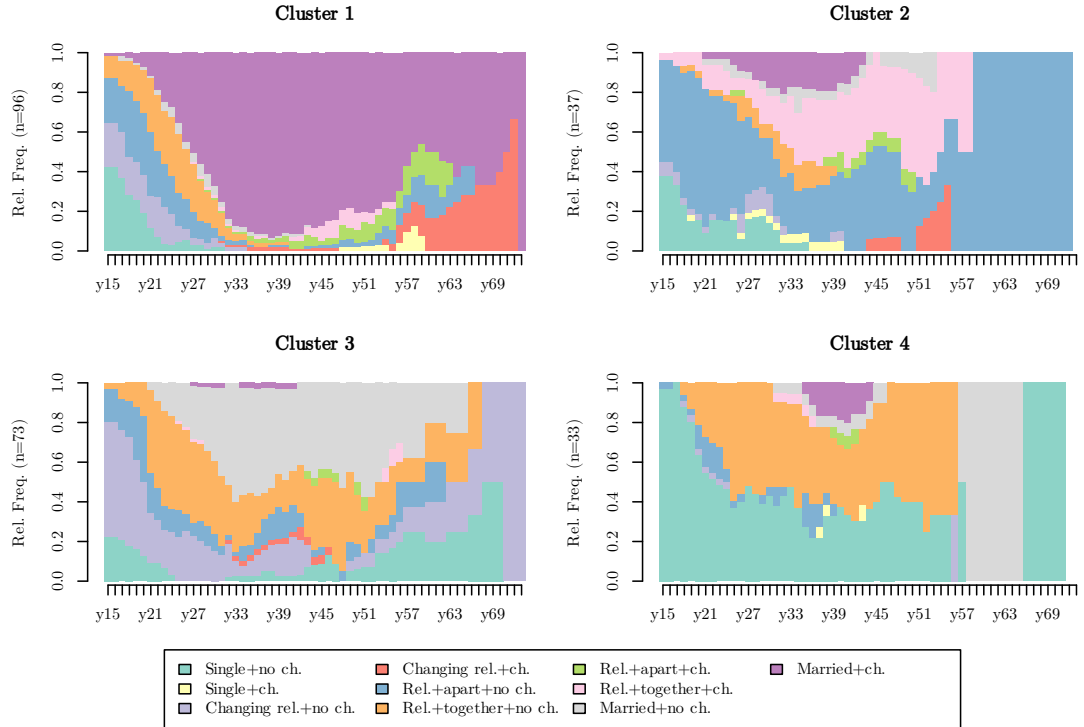 Cluster 1
Rel. Freq. (n=96)
1.0
0.8
0.6
0.4
0.2
0.0
y15 y21 y27 y33 y39 y45 y51 y57 y63 y69
Cluster 2
Rel. Freq. (n=37)
1.0
0.8
0.6
0.4
0.2
0.0
y15 y21 y27 y33 y39 y45 y51 y57 y69
Cluster 3
Rel. Freq. (n=73)
1.0
0.8
0.6
0.4
0.2
0.0
y15 y21 y27 y33 y39 y45 y51 y57 y63 y69
Cluster 4
Rel. Freq. (n=33)
1.0
0.8
0.6
0.4
0.2
0.0
y15 y21 y27 y33 y39 y45 y51 y57 y63 y69
Single+no ch. Changing rel.+ch. Rel.+apart+ch. Married+ch.
Single+ch. Rel.+apart+no ch. Rel.+together+ch.
Changing rel.+no ch. Rel.+together+no ch. Married+no ch.